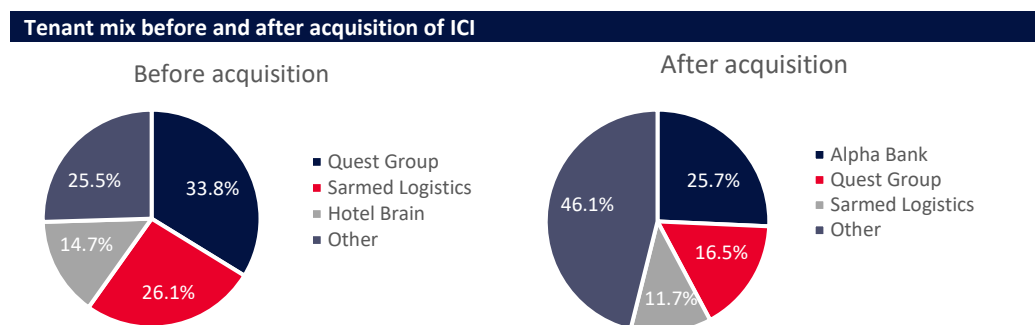 Tenant mix before and after acquisition of ICI
Before acquisition
33.8%
26.1%
14.7%
25.5%
Quest Group
Sarmed Logistics
Hotel Brain
Other
After acquisition
25.7%
16.5%
11.7%
46.1%
Alpha Bank
Quest Group
Sarmed Logistics
Other